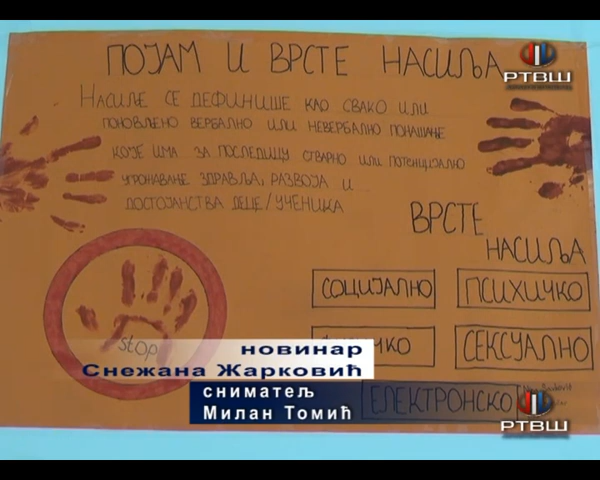 ПОЈАМ И ВРСТЕ НАСИЉА
РТВШ
НАСИЉЕ СЕ ДЕФИНИШЕ КАО СВАКО ИЛИ
ПОНОВЉЕНО ВЕРБАЛНО ИЛИ НЕВЕРБАЛНО ПОНАШАЊЕ
КОЈЕ ИМА ЗА ПОСЛЕДИЦУ СТВАРНО ИЛИ ПОТЕНЦИЈАЛНО
УГРОЖАВАЊЕ ЗДРАВЉА, РАЗВОЈА И
ДОСТОЈАНСТВА ДЕЦЕ/УЧЕНИКА
ВРСТЕ
НАСИЉА
СОЦИЈАЛНО
ПСИХИЧКО
ЧКО
СЕКСУАЛНО
ЕЛЕКТРОНСКО
stop
новинар
Снежана Жарковић
сниматељ
Милан Томић
РТВШ